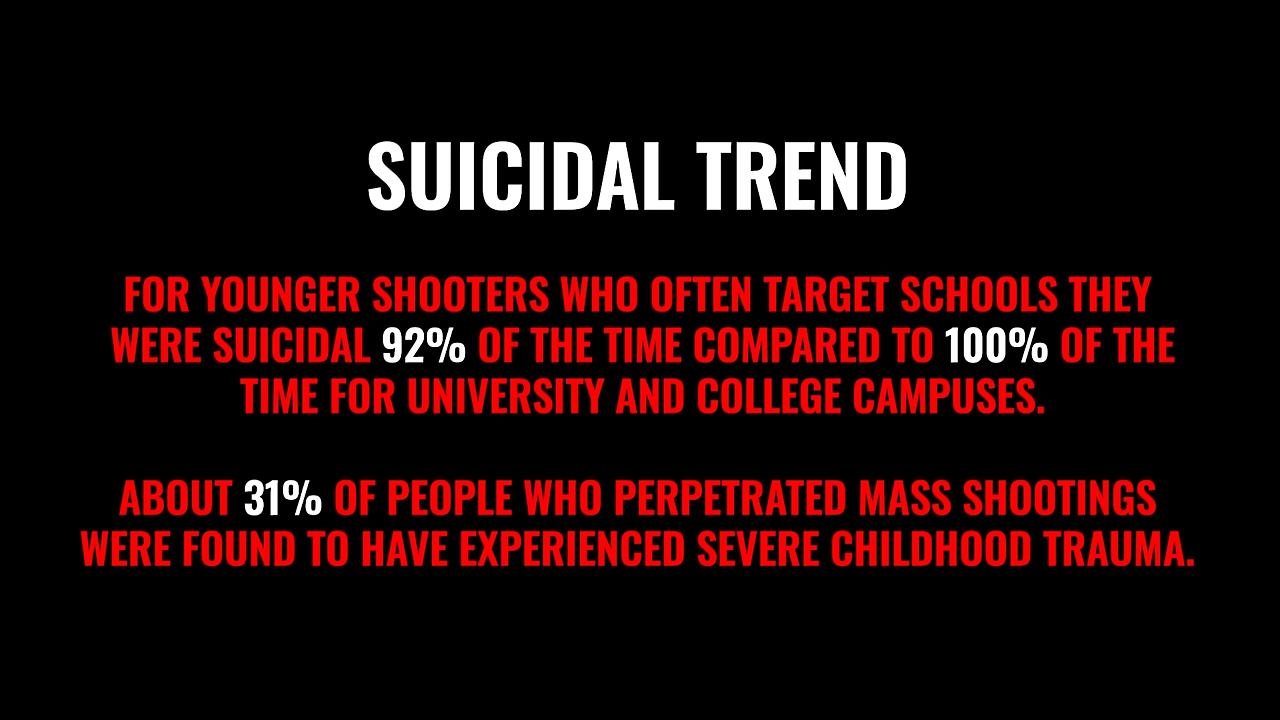 SUICIDAL TREND
FOR YOUNGER SHOOTERS WHO OFTEN TARGET SCHOOLS THEY
WERE SUICIDAL 92% OF THE TIME COMPARED TO 100% OF THE
TIME FOR UNIVERSITY AND COLLEGE CAMPUSES.
ABOUT 31% OF PEOPLE WHO PERPETRATED MASS SHOOTINGS
WERE FOUND TO HAVE EXPERIENCED SEVERE CHILDHOOD TRAUMA.